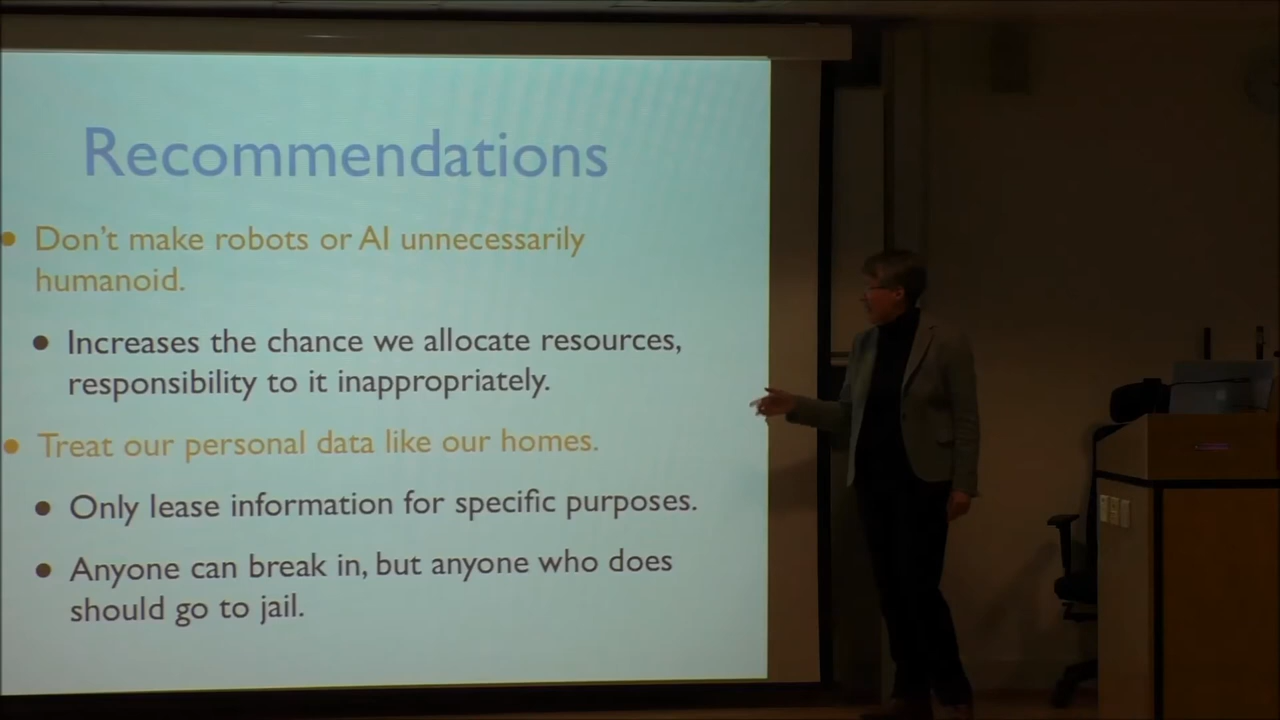 Recommendations
• Don't make robots or AI unnecessarily
humanoid.
• Increases the chance we allocate resources,
responsibility to it inappropriately.
• Treat our personal data like our homes.
• Only lease information for specific purposes.
• Anyone can break in, but anyone who does
should go to jail.